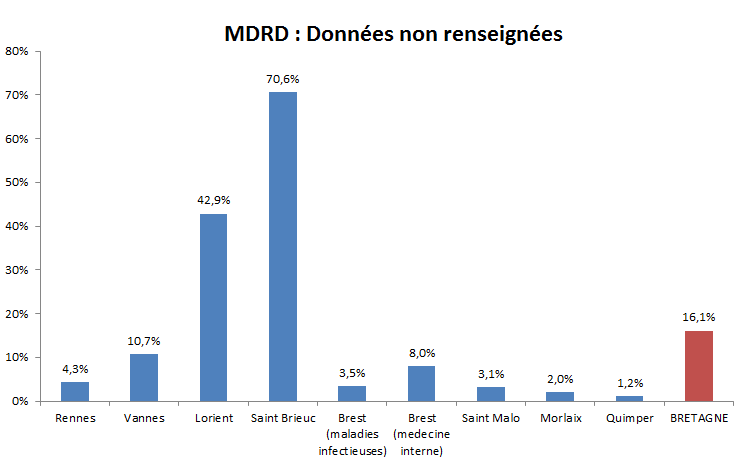 MDRD : Données non renseignées
80%
70%
60%
50%
40%
30%
20%
10%
0%
4,3%
10,7%
42,9%
70,6%
3,5%
8,0%
3,1%
2,0%
1,2%
16,1%
Rennes
Vannes
Lorient
Saint Brieuc
Brest
(maladies
infectieuses)
Brest
(medecine
interne)
Saint Malo
Morlaix
Quimper
BRETAGNE